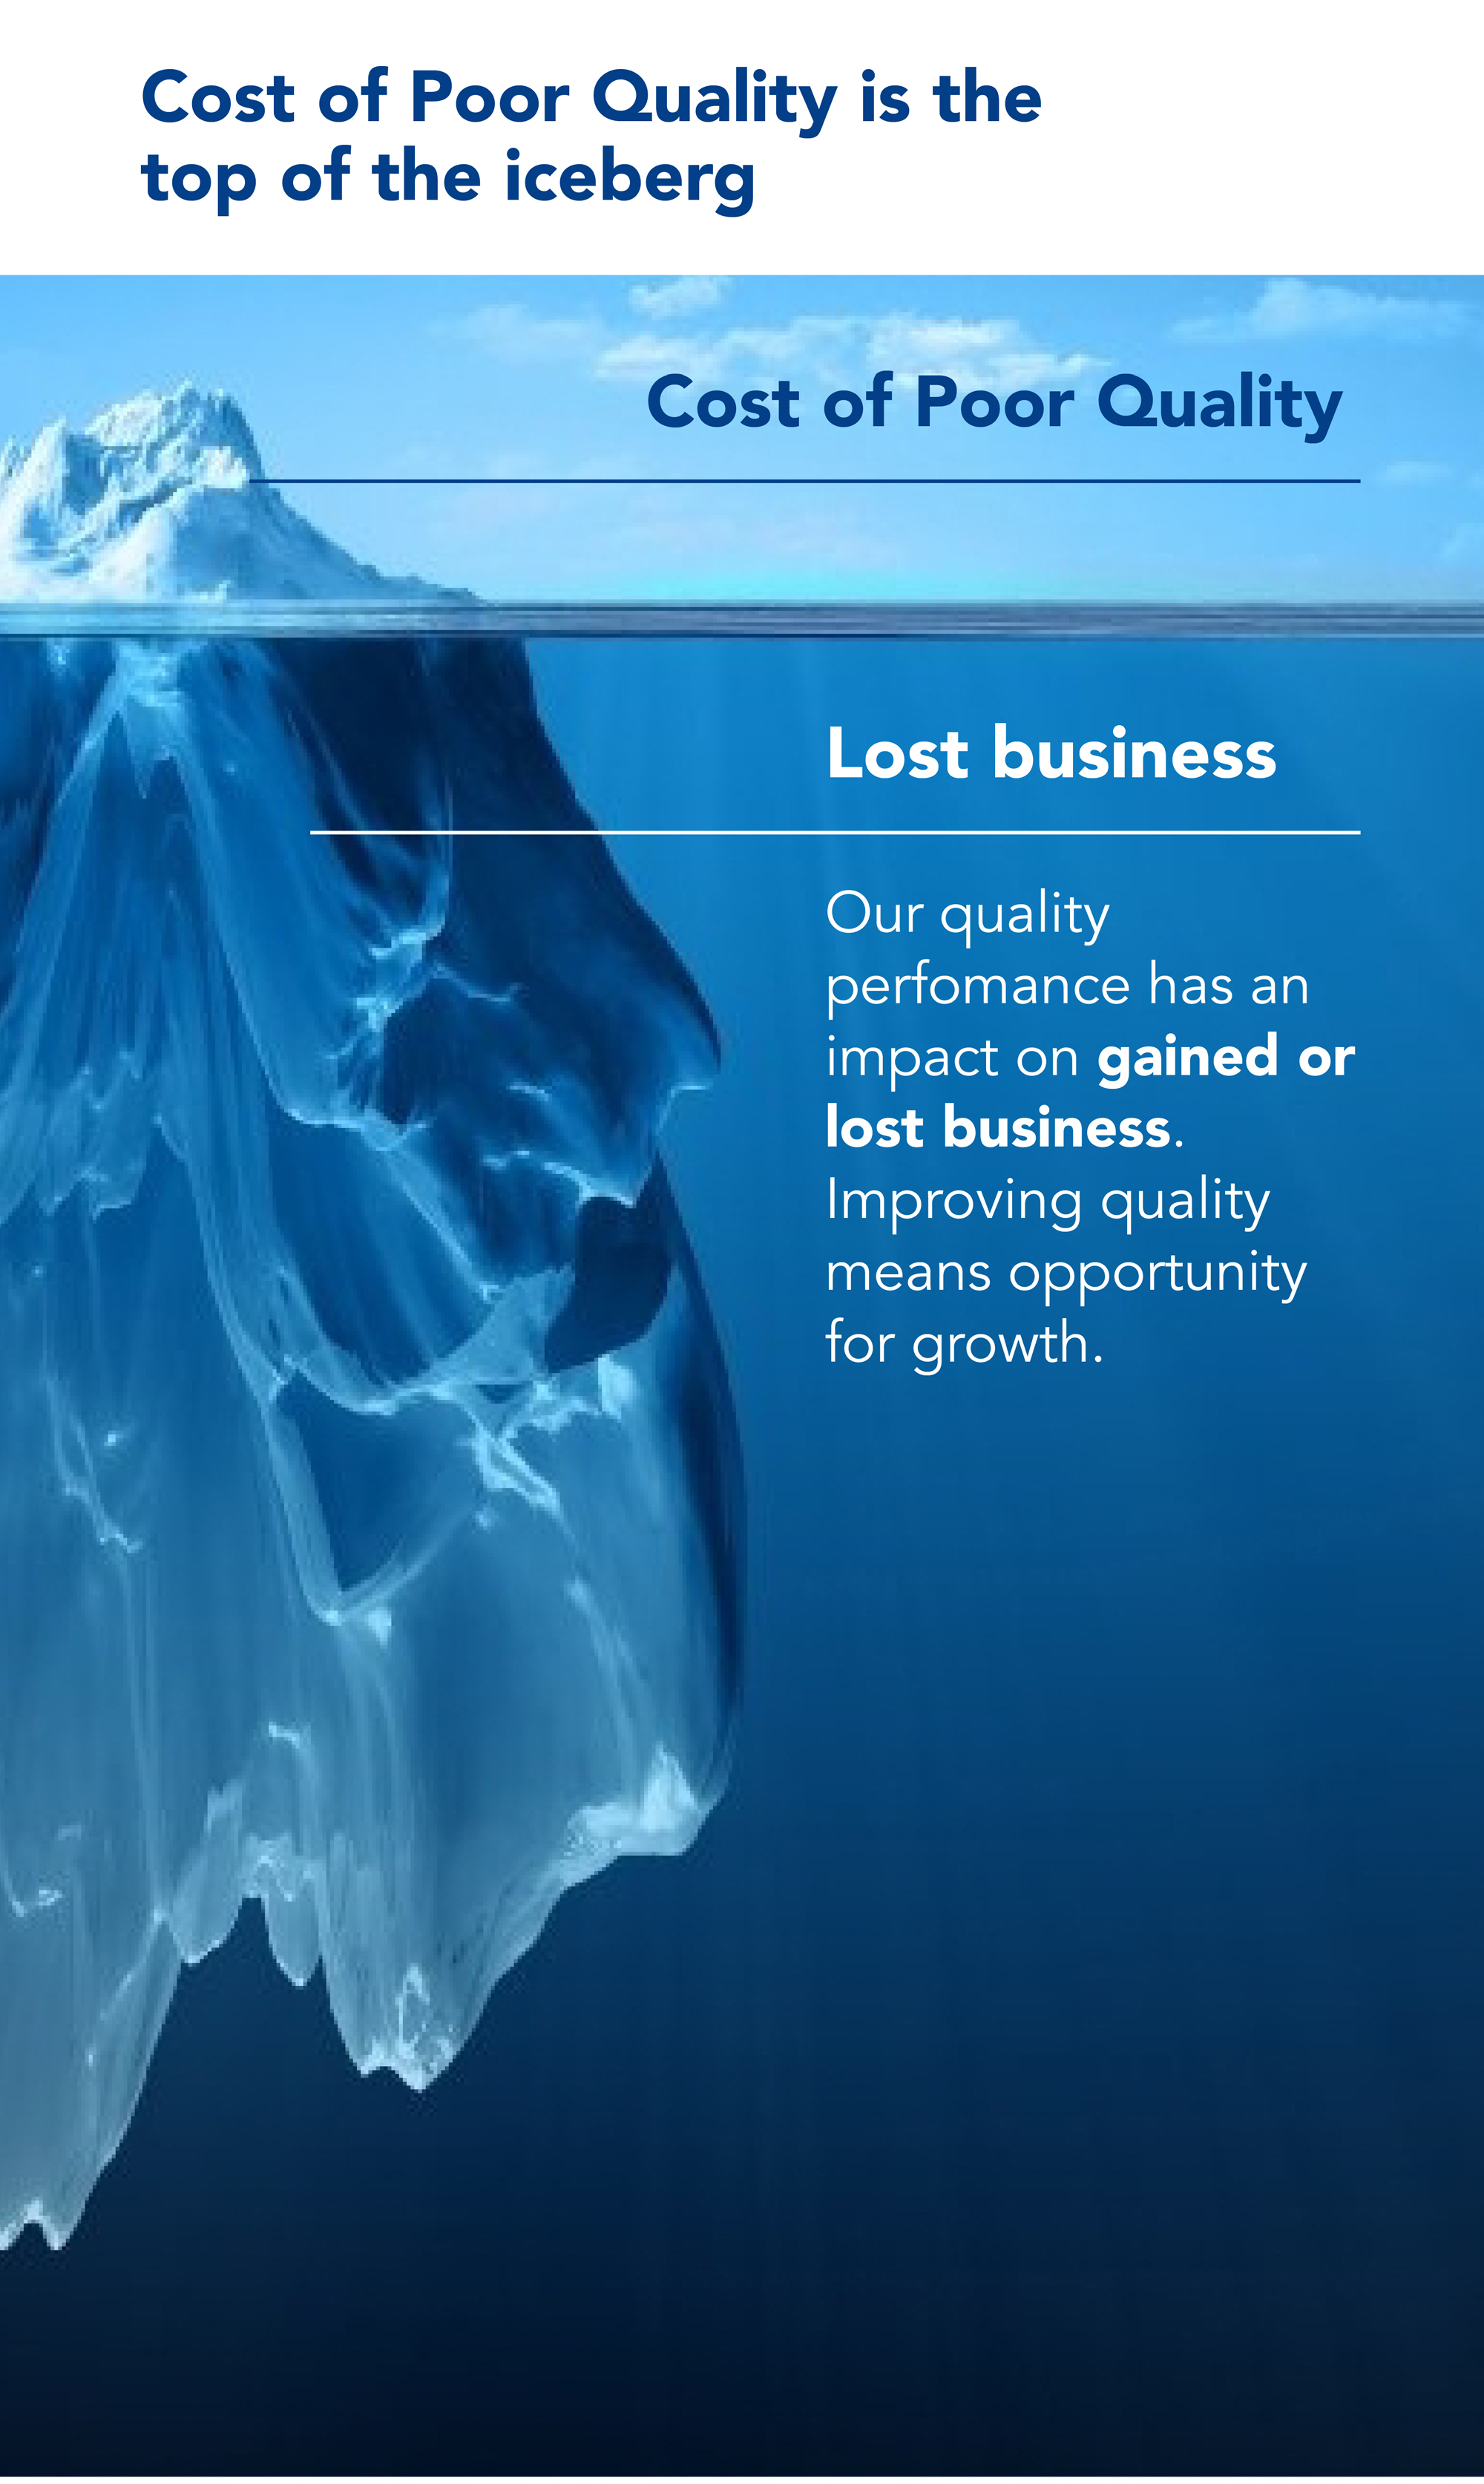 Cost of Poor Quality is the
top of the iceberg
Cost of Poor Quality
Lost business
Our quality
perfomance has an
impact on gained or
lost business.
Improving quality
means opportunity
for growth.